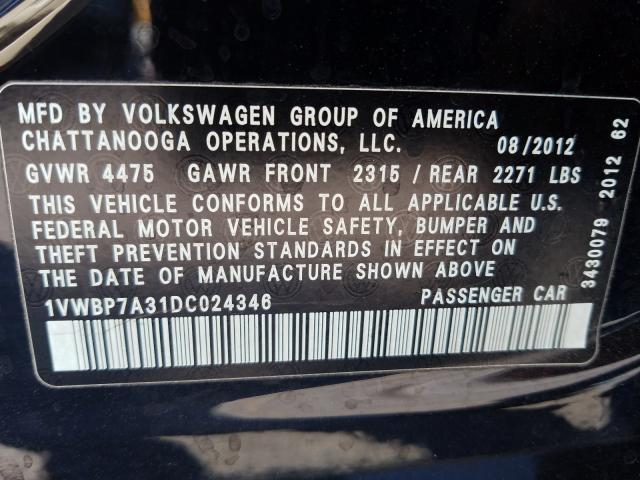 MFD BY VOLKSWAGEN GROUP OF AMERICA
CHATTANOOGA OPERATIONS, LLC. 08/2012
GVWR 4475 GAWR FRONT 2315 / REAR 2271 LBS
THIS VEHICLE CONFORMS TO ALL APPLICABLE U.S.
FEDERAL MOTOR VEHICLE SAFETY, BUMPER AND
THEFT PREVENTION STANDARDS IN EFFECT ON
THE DATE OF MANUFACTURE SHOWN ABOVE
1VWBP7A31DC024346 PASSENGER CAR
3430079 2012 62